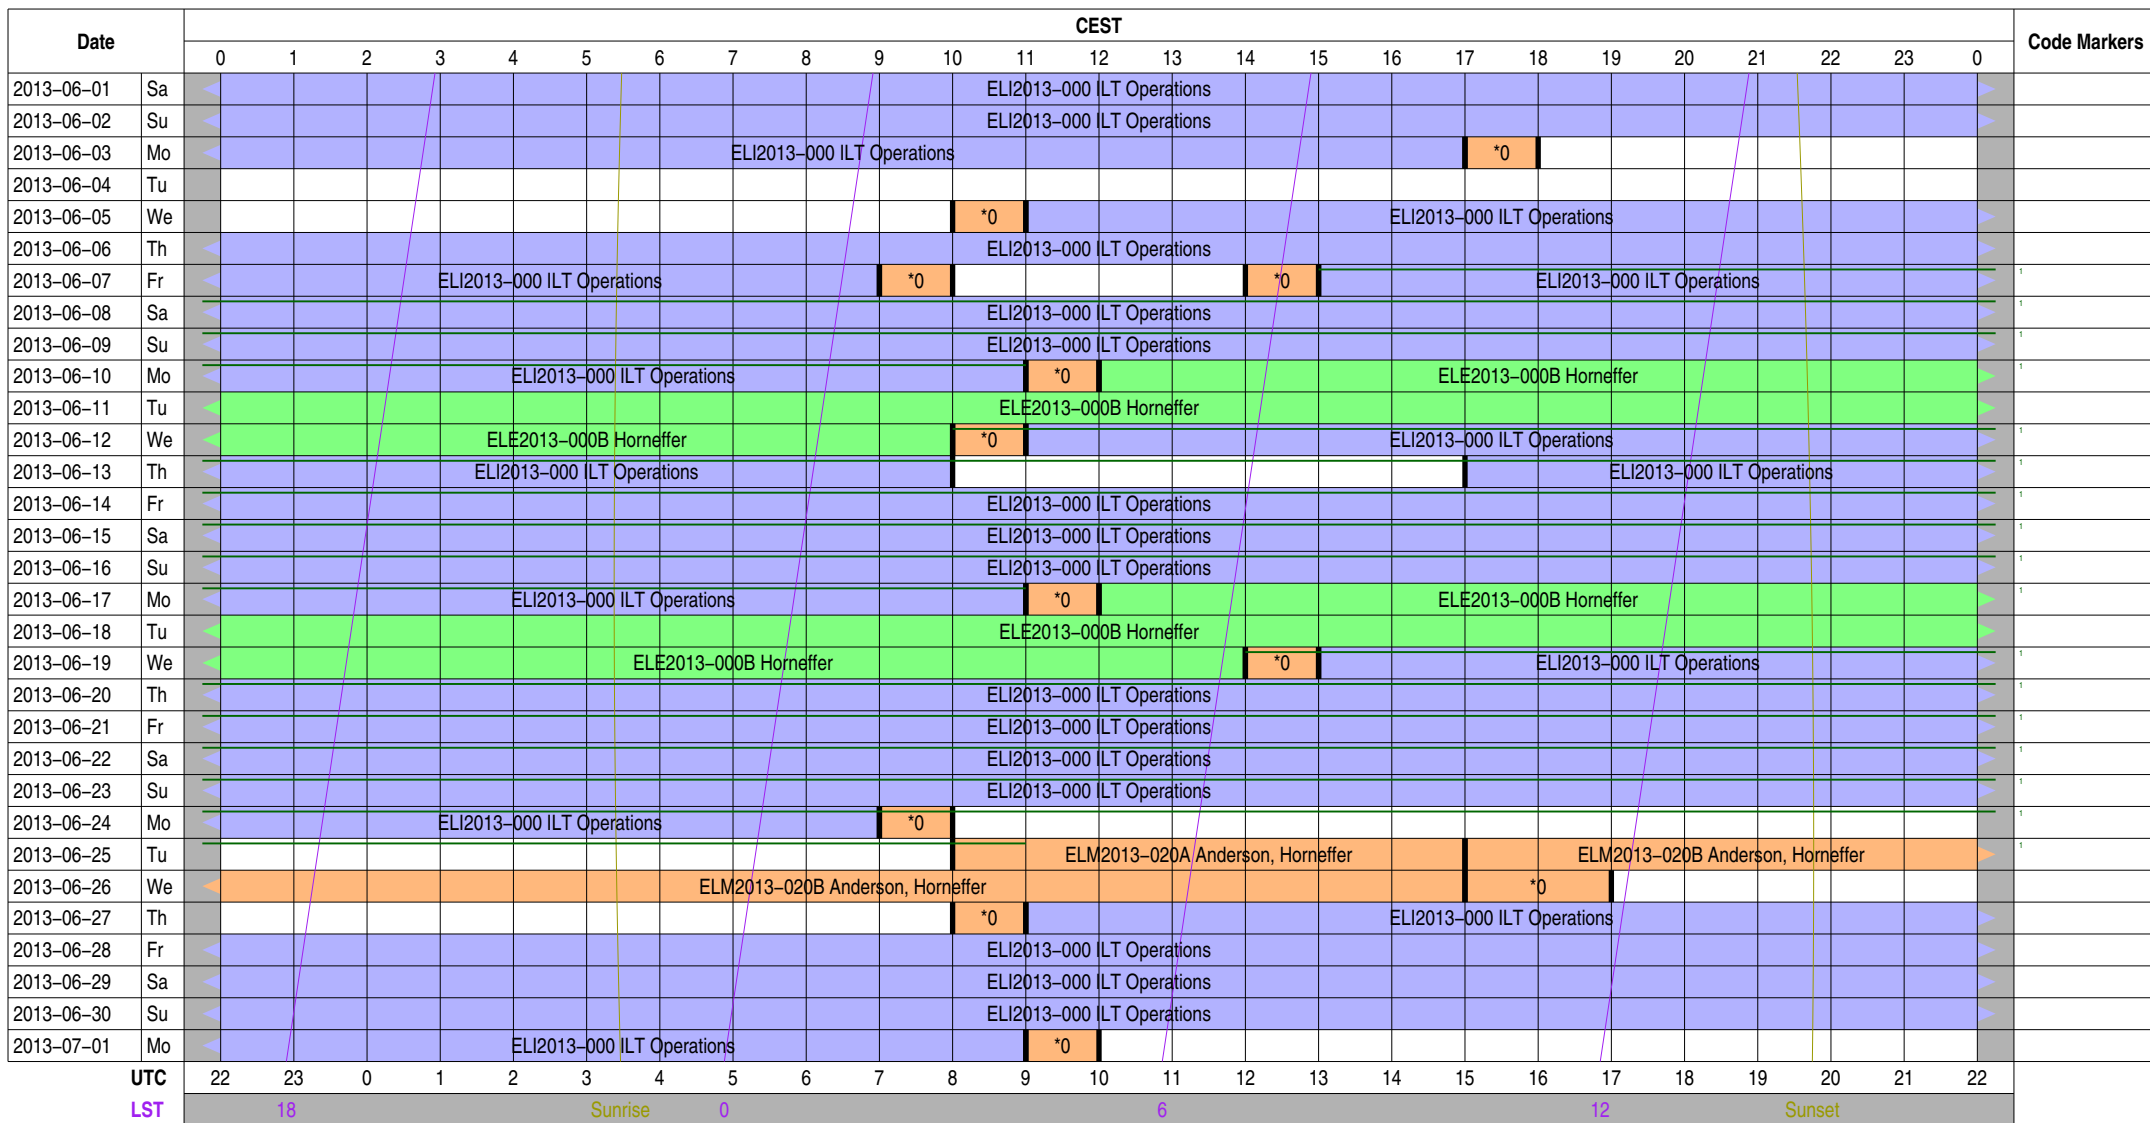 CEST
Date Code Markers
0 1 2 3 4 5 6 7 8 9 10 11 12 13 14 15 16 17 18 19 20 21 22 23 0
2013-06-01 Sa ELI2013-000 ILT Operations
2013-06-02 Su ELI2013-000 ILT Operations
2013-06-03 Mo ELI2013-000 ILT Operations *0
2013-06-04 Tu
2013-06-05 We *0 ELI2013-000 ILT Operations
2013-06-06 Th ELI2013-000 ILT Operations
2013-06-07 Fr ELI2013-000 ILT Operations *0 *0 ELI2013-000 ILT Operations 1
2013-06-08 Sa ELI2013-000 ILT Operations 1
2013-06-09 Su ELI2013-000 ILT Operations 1
2013-06-10 Mo ELI2013-000 ILT Operations *0 ELE2013-000B Horneffer 1
2013-06-11 Tu ELE2013-000B Horneffer
2013-06-12 We ELE2013-000B Horneffer *0 ELI2013-000 ILT Operations 1
2013-06-13 Th ELI2013-000 ILT Operations ELI2013-000 ILT Operations 1
2013-06-14 Fr ELI2013-000 ILT Operations 1
2013-06-15 Sa ELI2013-000 ILT Operations 1
2013-06-16 Su ELI2013-000 ILT Operations 1
2013-06-17 Mo ELI2013-000 ILT Operations *0 ELE2013-000B Horneffer 1
2013-06-18 Tu ELE2013-000B Horneffer
2013-06-19 We ELE2013-000B Horneffer *0 ELI2013-000 ILT Operations 1
2013-06-20 Th ELI2013-000 ILT Operations 1
2013-06-21 Fr ELI2013-000 ILT Operations 1
2013-06-22 Sa ELI2013-000 ILT Operations 1
2013-06-23 Su ELI2013-000 ILT Operations 1
2013-06-24 Mo ELI2013-000 ILT Operations *0 1
2013-06-25 Tu ELM2013-020A Anderson, Horneffer ELM2013-020B Anderson, Horneffer 1
2013-06-26 We ELM2013-020B Anderson, Horneffer *0
2013-06-27 Th *0 ELI2013-000 ILT Operations
2013-06-28 Fr ELI2013-000 ILT Operations
2013-06-29 Sa ELI2013-000 ILT Operations
2013-06-30 Su ELI2013-000 ILT Operations
2013-07-01 Mo ELI2013-000 ILT Operations *0
UTC 22 23 0 1 2 3 4 5 6 7 8 9 10 11 12 13 14 15 16 17 18 19 20 21 22
LST 18 Sunrise 0 6 12 Sunset